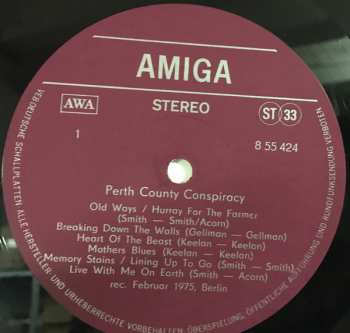 AMIGA
AWA
STEREO
ST 33
1
8 55 424
Perth County Conspiracy
Old Ways / Hurray For The Farmer
(Smith — Smith/Acorn)
Breaking Down The Walls (Gellman — Gellman)
Heart Of The Beast (Keelan — Keelan)
Mothers Blues (Keelan — Keelan)
Memory Stains / Lining Up To Go (Smith — Smith)
Live With Me On Earth (Smith — Acorn)
rec. Februar 1975, Berlin
VEB DEUTSCHE SCHALLPLATTEN ALLE HERSTELLER- UND URHEBERRECHTE VORBEHALTEN. ÜBERSPIELUNG, ÖFFENTLICHE AUFFÜHRUNG UND RUNDFUNKSENDUNG VERBOTEN